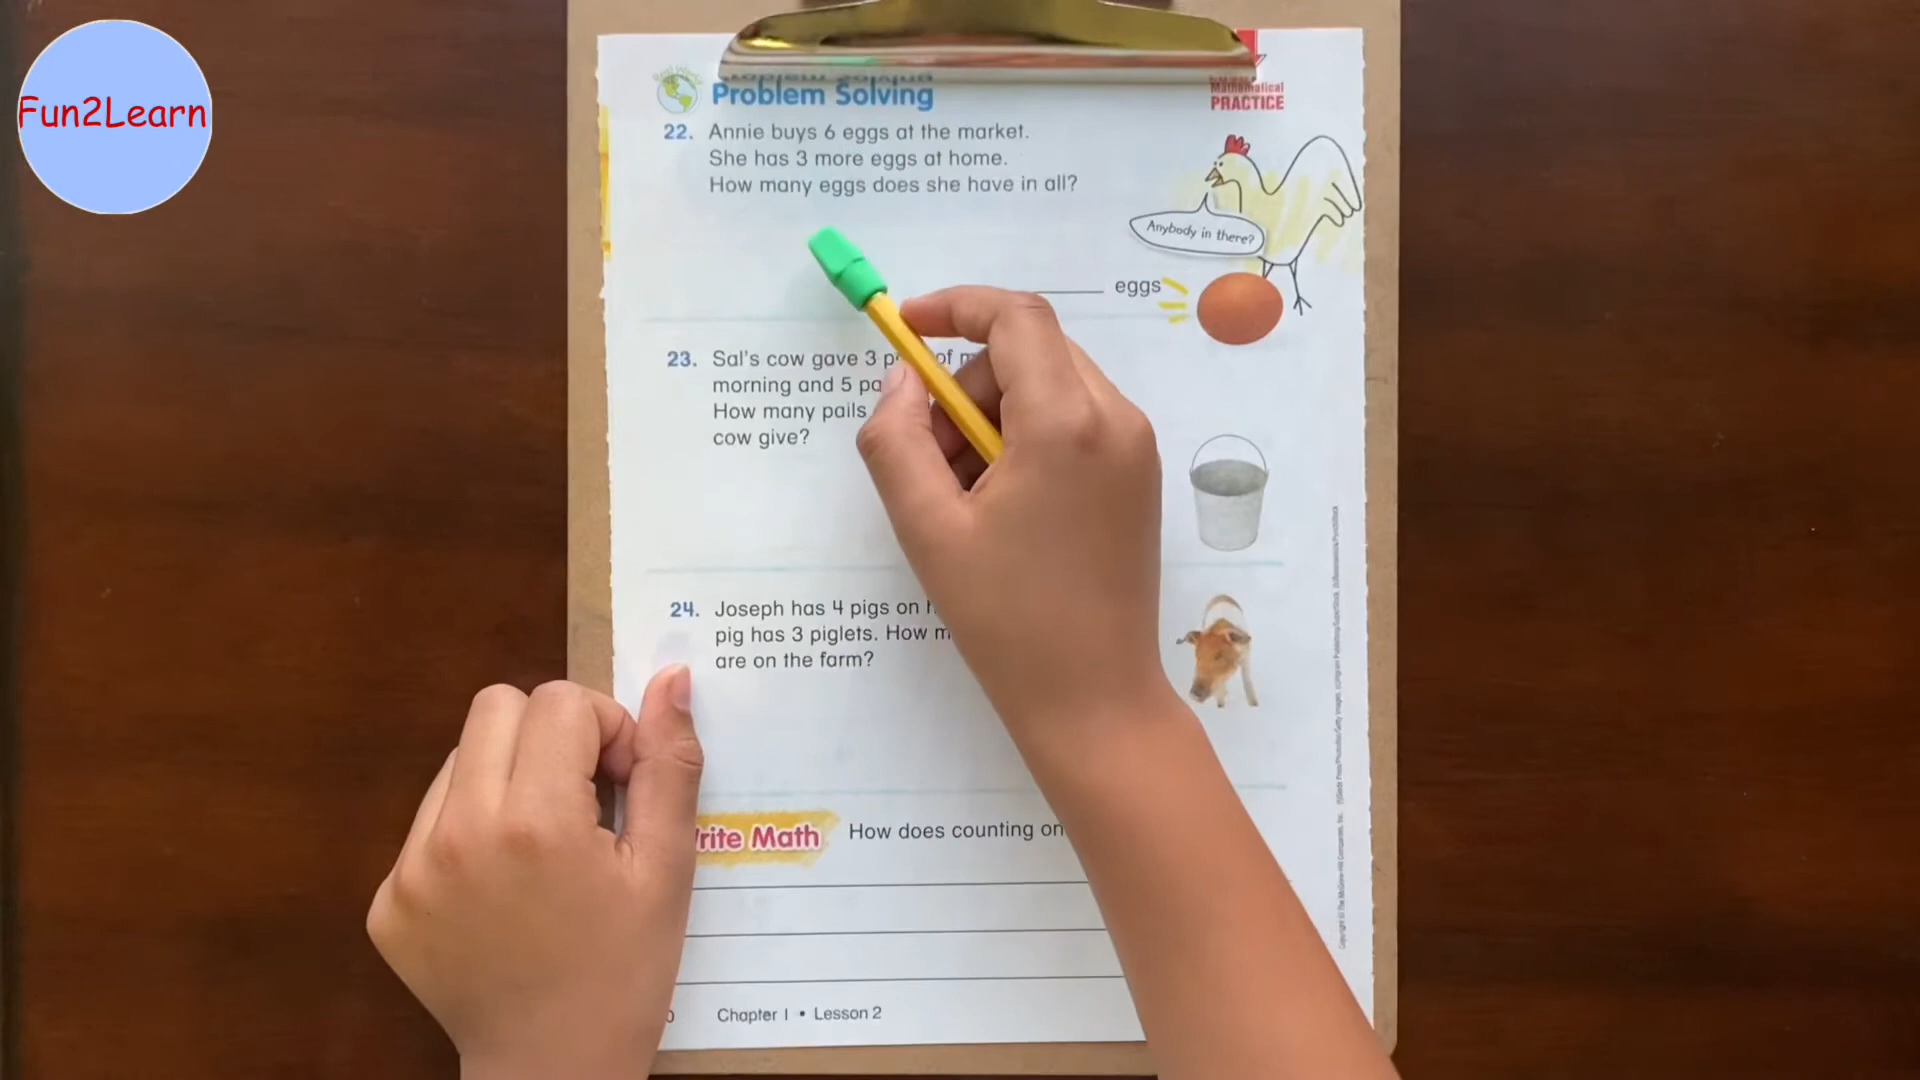 Fun2Learn
Problem Solving
Mathematical
PRACTICE
22. Annie buys 6 eggs at the market.
She has 3 more eggs at home.
How many eggs does she have in all?
Anybody in there?
eggs
23. Sal's cow gave 3 of
morning and 5
How many pails
cow give?
24. Joseph has 4 pigs on
pig has 3 piglets. How
are on the farm?
Math How does counting on
Chapter 1 • Lesson 2